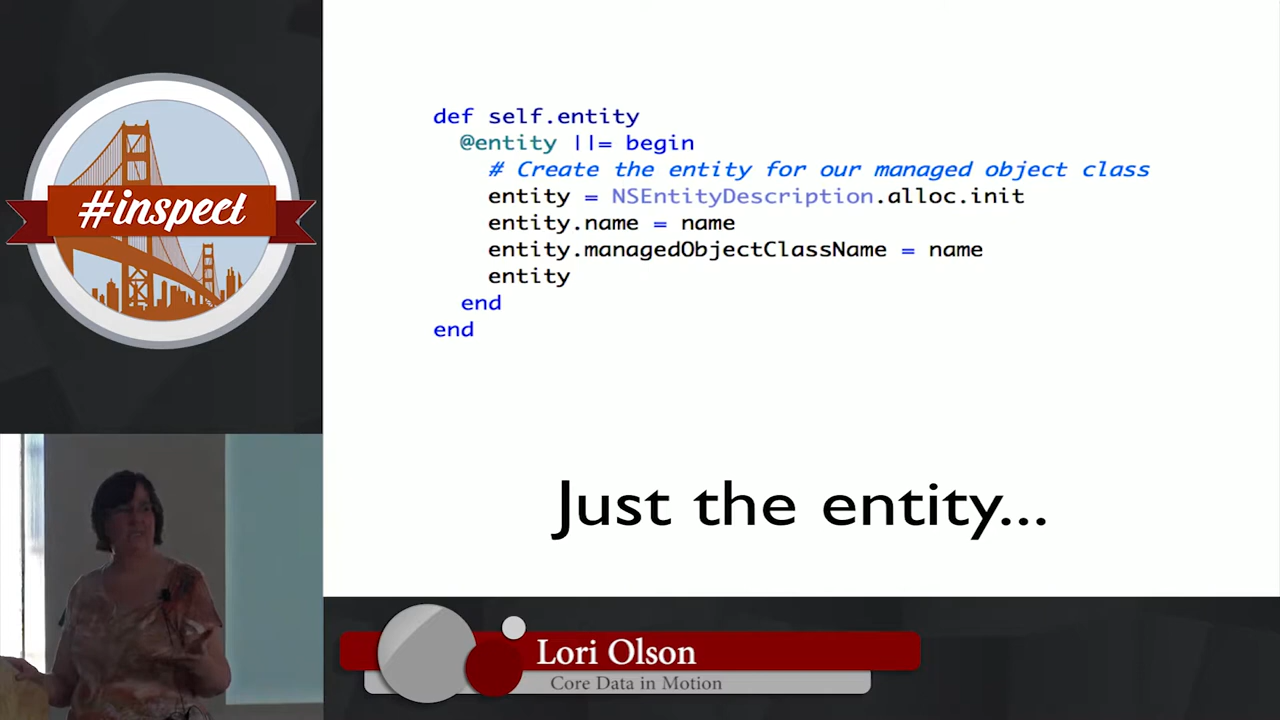 #inspect
def self.entity
@entity ||= begin
# Create the entity for our managed object class
entity = NSEntityDescription.alloc.init
entity.name = name
entity.managedObjectClassName = name
entity
end
end
Just the entity...
Lori Olson
Core Data in Motion